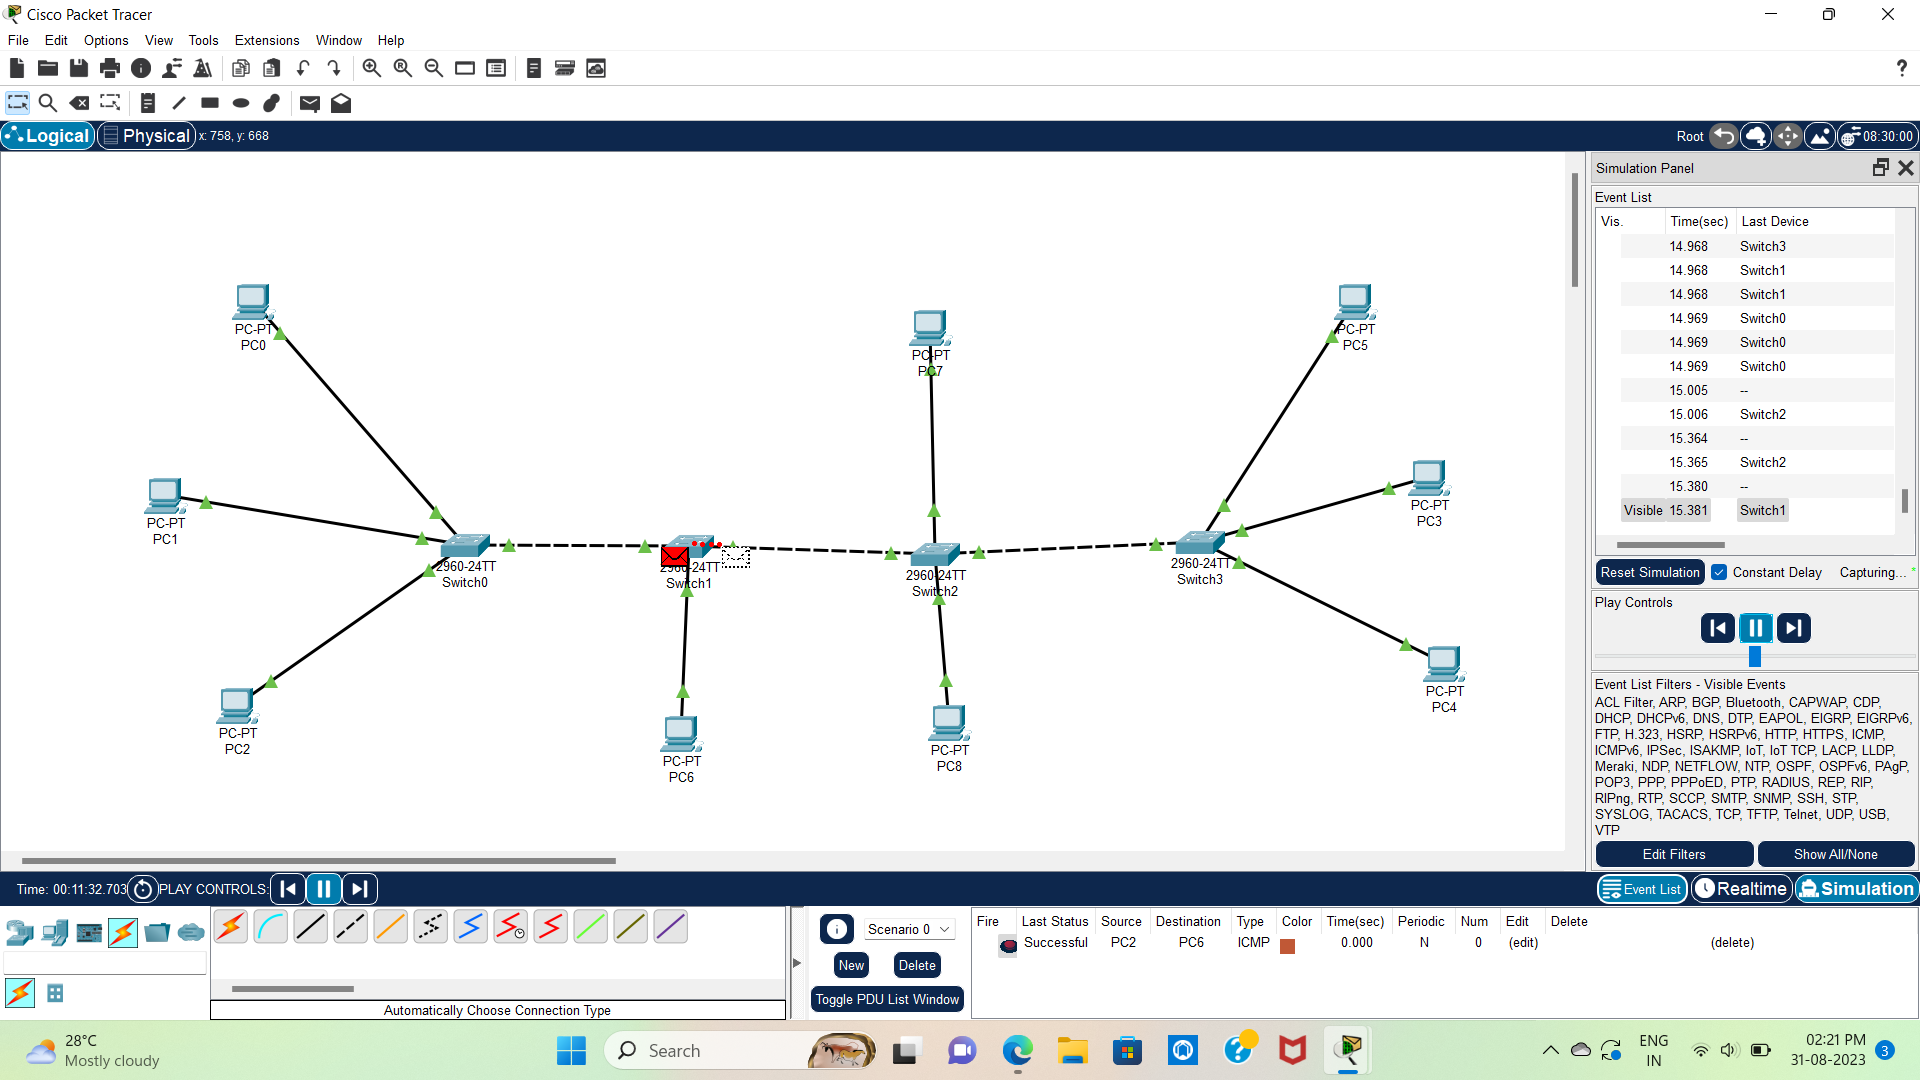 Cisco Packet Tracer
File Edit Options View Tools Extensions Window Help
Logical Physical x: 758, y: 668 Root 08:30:00
Simulation Panel
Event List
Vis. Time(sec) Last Device
14.968 Switch3
14.968 Switch1
14.968 Switch1
14.969 Switch0
14.969 Switch0
14.969 Switch0
15.005 --
15.006 Switch2
15.364 --
15.365 Switch2
15.380 --
Visible 15.381 Switch1
Reset Simulation Constant Delay Capturing...
Play Controls
Event List Filters - Visible Events
ACL Filter, ARP, BGP, Bluetooth, CAPWAP, CDP,
DHCP, DHCPv6, DNS, DTP, EAPOL, EIGRP, EIGRPv6,
FTP, H.323, HSRP, HSRPv6, HTTP, HTTPS, ICMP,
ICMPv6, IPSec, ISAKMP, IoT, IoT TCP, LACP, LLDP,
Meraki, NDP, NETFLOW, NTP, OSPF, OSPFv6, PAgP,
POP3, PPP, PPPoED, PTP, RADIUS, REP, RIP,
RIPng, RTP, SCCP, SMTP, SNMP, SSH, STP,
SYSLOG, TACACS, TCP, TFTP, Telnet, UDP, USB,
VTP
Edit Filters Show All/None
PC-PT
PC0
PC-PT
PC1
PC-PT
PC2
2960-24TT
Switch0
2960-24TT
Switch1
PC-PT
PC6
PC-PT
PC7
2960-24TT
Switch2
PC-PT
PC8
2960-24TT
Switch3
PC-PT
PC5
PC-PT
PC3
PC-PT
PC4
Time: 00:11:32.703 PLAY CONTROLS: Event List Realtime Simulation
Automatically Choose Connection Type
Scenario 0
New Delete
Toggle PDU List Window
Fire Last Status Source Destination Type Color Time(sec) Periodic Num Edit Delete
Successful PC2 PC6 ICMP 0.000 N 0 (edit) (delete)
28°C
Mostly cloudy
Search
ENG
IN
02:21 PM
31-08-2023
3